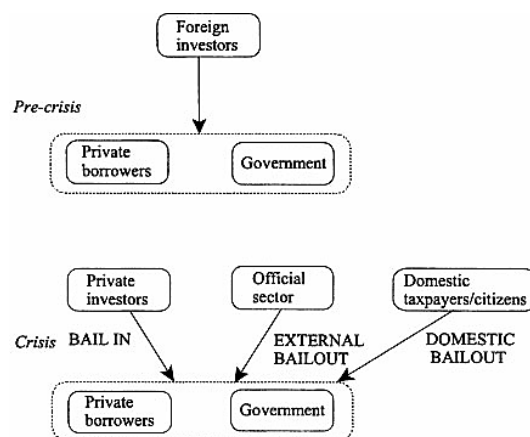 Foreign
investors
Pre-crisis
Private
borrowers
Government
Private
investors
Official
sector
Domestic
taxpayers/citizens
Crisis
BAIL IN
EXTERNAL
BAILOUT
DOMESTIC
BAILOUT
Private
borrowers
Government